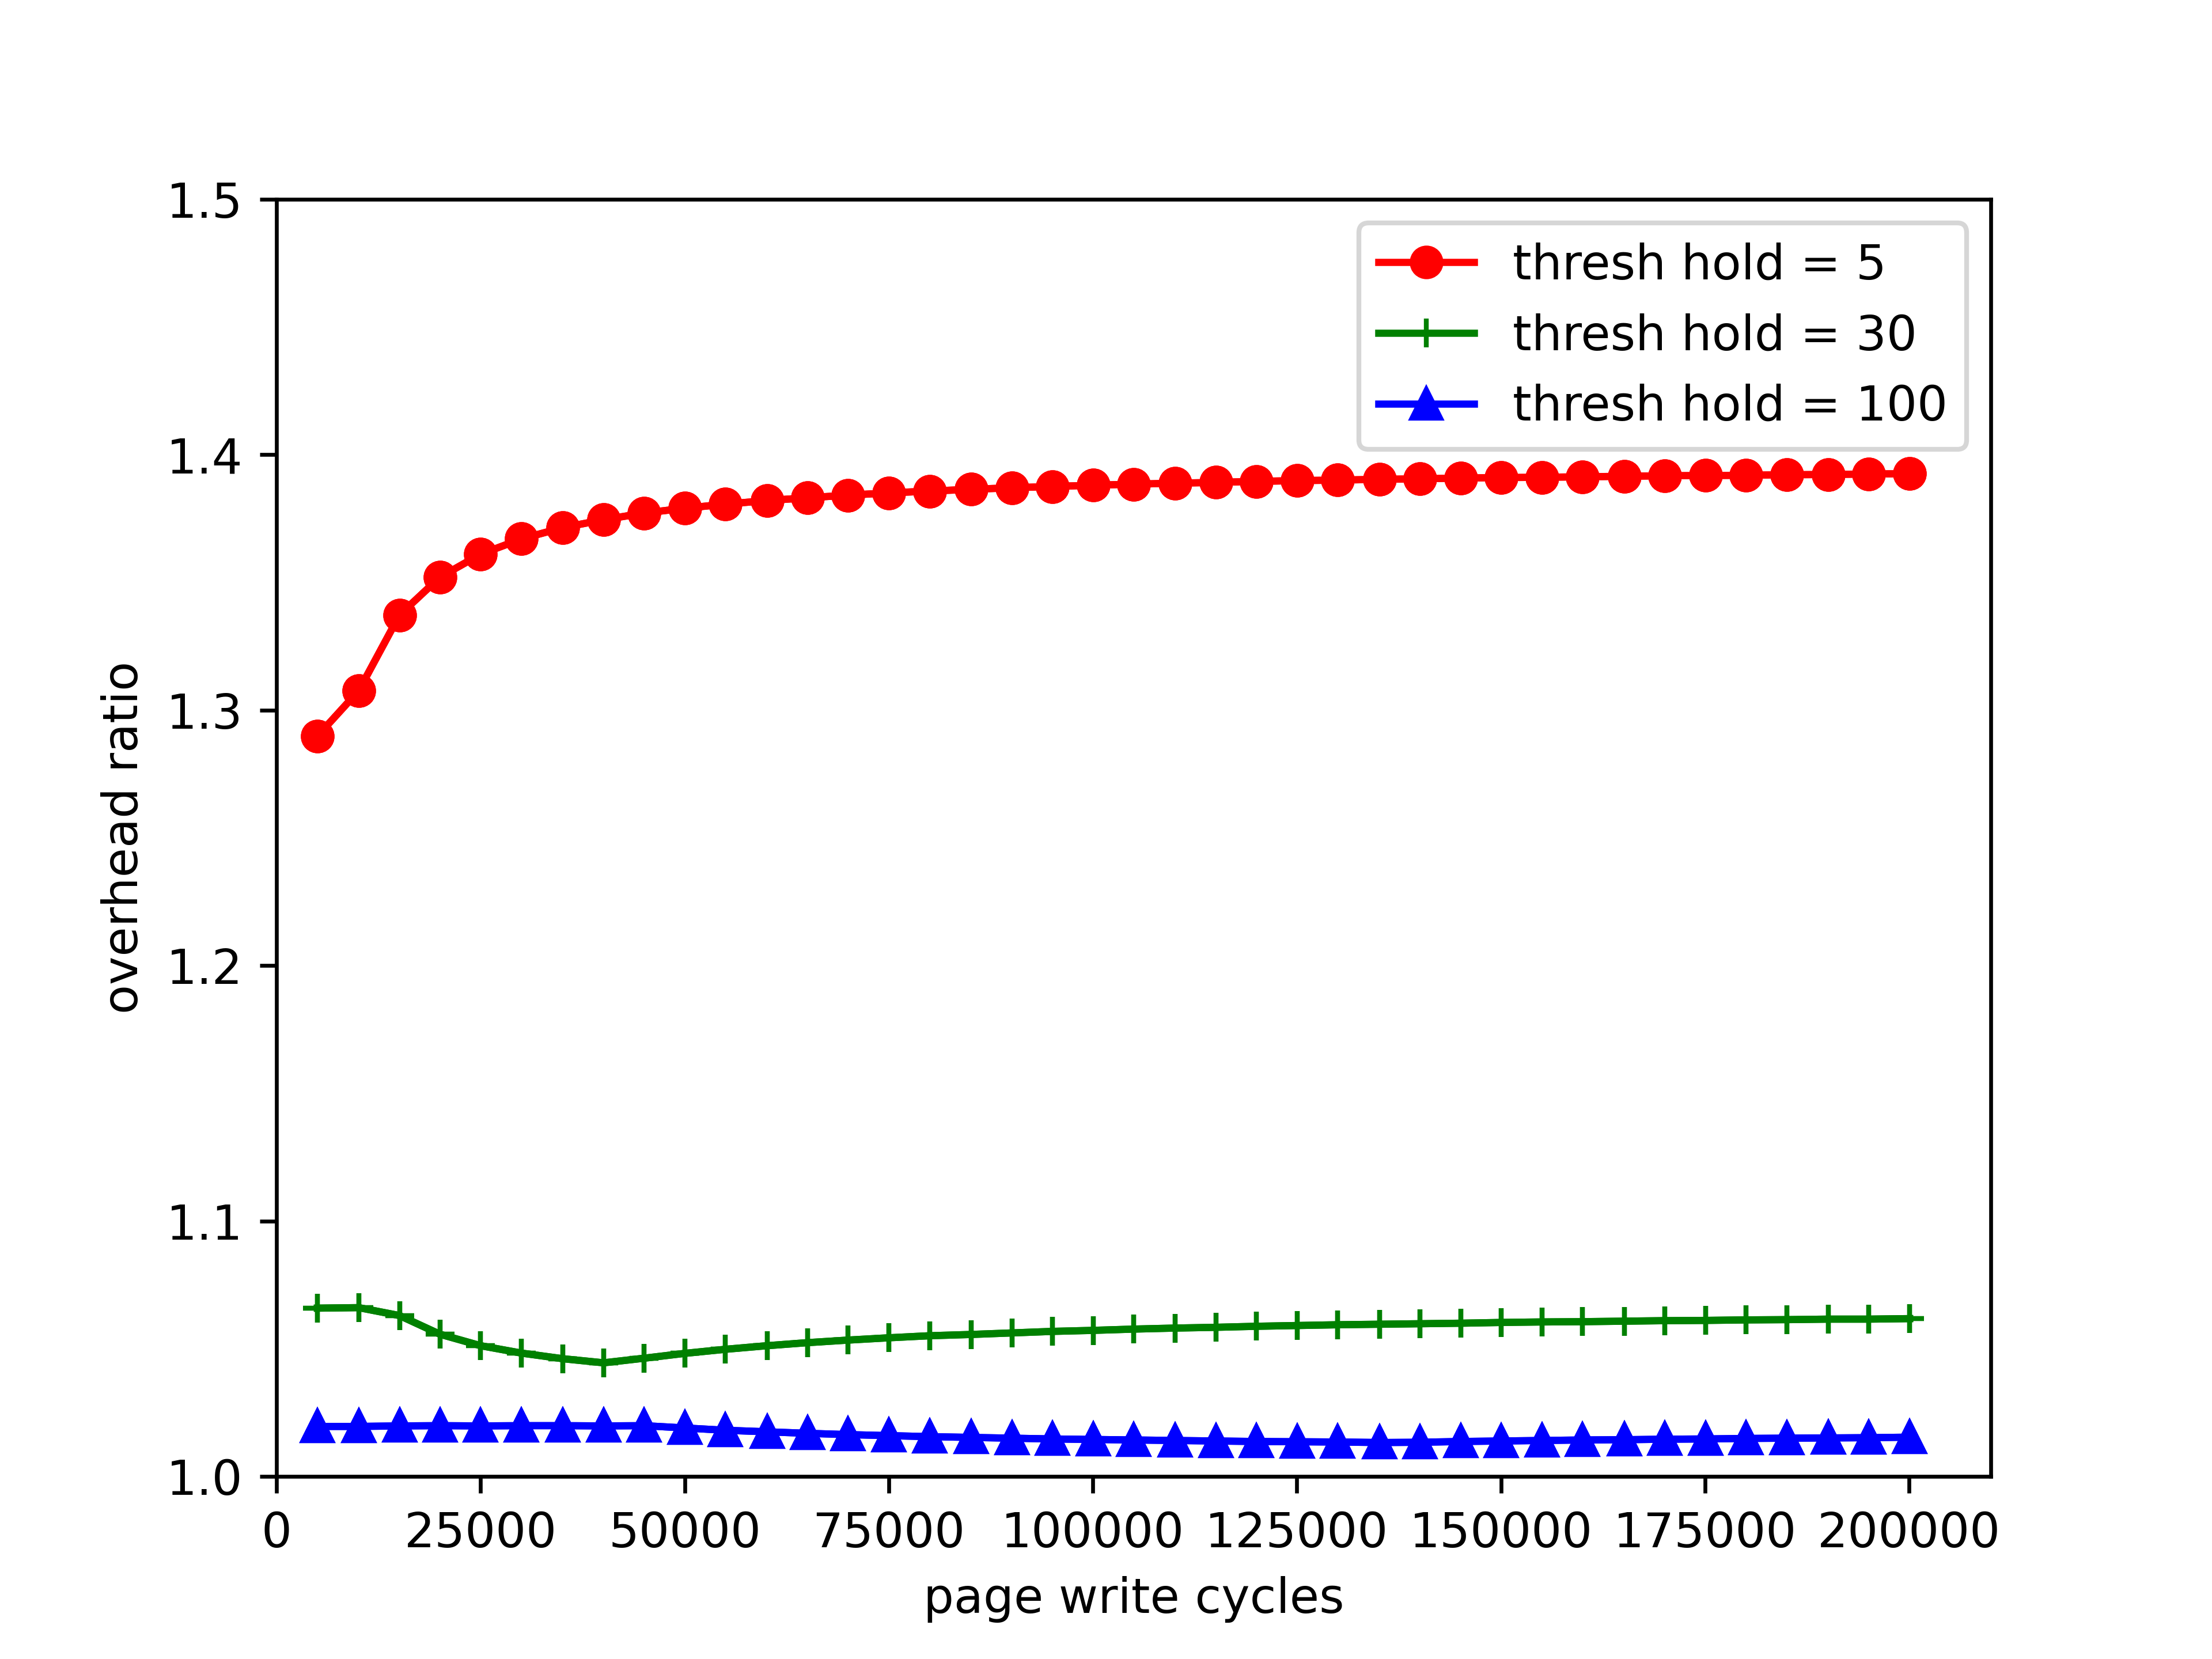 1.5
1.4
1.3
1.2
1.1
1.0
overhead ratio
thresh hold = 5
thresh hold = 30
thresh hold = 100
0 25000 50000 75000 100000 125000 150000 175000 200000
page write cycles